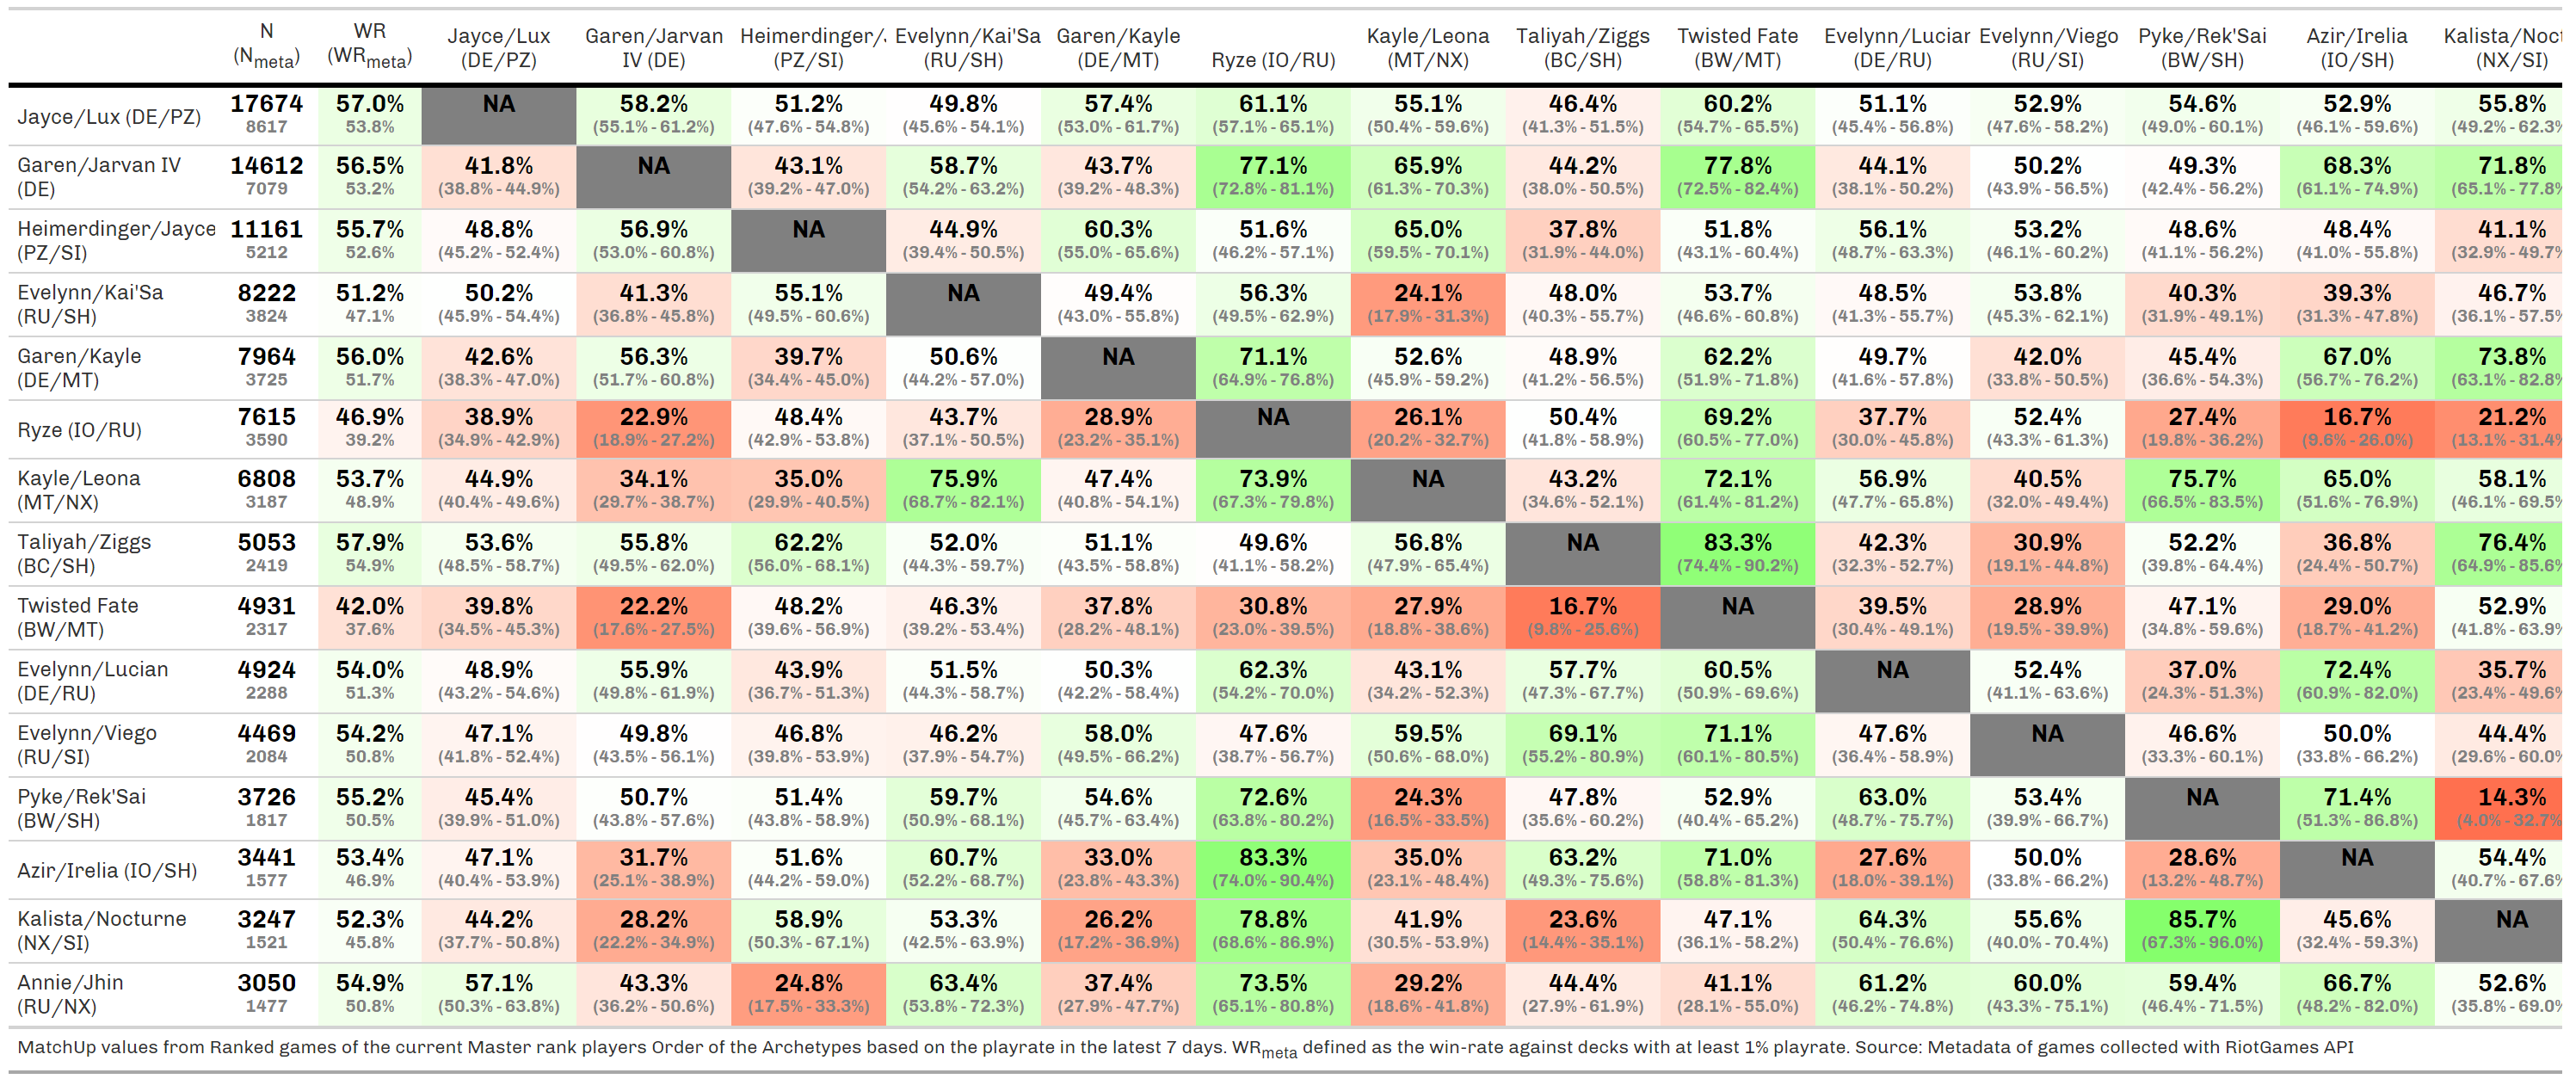 N WR Jayce/Lux Garen/Jarvan Heimerdinger/ Evelynn/Kai'Sa Garen/Kayle Ryze (IO/RU) Kayle/Leona Taliyah/Ziggs Twisted Fate Evelynn/Lucian Evelynn/Viego Pyke/Rek'Sai Azir/Irelia Kalista/Noct
(Nmeta) (WRmeta) (DE/PZ) IV (DE) (PZ/SI) (RU/SH) (DE/MT) (MT/NX) (BC/SH) (BW/MT) (DE/RU) (RU/SI) (BW/SH) (IO/SH) (NX/SI)
Jayce/Lux (DE/PZ) 17674 57.0% NA 58.2% 51.2% 49.8% 57.4% 61.1% 55.1% 46.4% 60.2% 51.1% 52.9% 54.6% 52.9% 55.8%
8617 53.8% (55.1% - 61.2%) (47.6% - 54.8%) (45.6% - 54.1%) (53.0% - 61.7%) (57.1% - 65.1%) (50.4% - 59.6%) (41.3% - 51.5%) (54.7% - 65.5%) (45.4% - 56.8%) (47.6% - 58.2%) (49.0% - 60.1%) (46.1% - 59.6%) (49.2% - 62.3%
Garen/Jarvan IV 14612 56.5% 41.8% NA 43.1% 58.7% 43.7% 77.1% 65.9% 44.2% 77.8% 44.1% 50.2% 49.3% 68.3% 71.8%
(DE) 7079 53.2% (38.8% - 44.9%) (39.2% - 47.0%) (54.2% - 63.2%) (39.2% - 48.3%) (72.8% - 81.1%) (61.3% - 70.3%) (38.0% - 50.5%) (72.5% - 82.4%) (38.1% - 50.2%) (43.9% - 56.5%) (42.4% - 56.2%) (61.1% - 74.9%) (65.1% - 77.8%
Heimerdinger/Jayce 11161 55.7% 48.8% 56.9% NA 44.9% 60.3% 51.6% 65.0% 37.8% 51.8% 56.1% 53.2% 48.6% 48.4% 41.1%
(PZ/SI) 5212 52.6% (45.2% - 52.4%) (53.0% - 60.8%) (39.4% - 50.5%) (55.0% - 65.6%) (46.2% - 57.1%) (59.5% - 70.1%) (31.9% - 44.0%) (43.1% - 60.4%) (48.7% - 63.3%) (46.1% - 60.2%) (41.1% - 56.2%) (41.0% - 55.8%) (32.9% - 49.7%
Evelynn/Kai'Sa 8222 51.2% 50.2% 41.3% 55.1% NA 49.4% 56.3% 24.1% 48.0% 53.7% 48.5% 53.8% 40.3% 39.3% 46.7%
(RU/SH) 3824 47.1% (45.9% - 54.4%) (36.8% - 45.8%) (49.5% - 60.6%) (43.0% - 55.8%) (49.5% - 62.9%) (17.9% - 31.3%) (40.3% - 55.7%) (46.6% - 60.8%) (41.3% - 55.7%) (45.3% - 62.1%) (31.9% - 49.1%) (31.3% - 47.8%) (36.1% - 57.5%
Garen/Kayle 7964 56.0% 42.6% 56.3% 39.7% 50.6% NA 71.1% 52.6% 48.9% 62.2% 49.7% 42.0% 45.4% 67.0% 73.8%
(DE/MT) 3725 51.7% (38.3% - 47.0%) (51.7% - 60.8%) (34.4% - 45.0%) (44.2% - 57.0%) (64.9% - 76.8%) (45.9% - 59.2%) (41.2% - 56.5%) (51.9% - 71.8%) (41.6% - 57.8%) (33.8% - 50.5%) (36.6% - 54.3%) (56.7% - 76.2%) (63.1% - 82.8%
Ryze (IO/RU) 7615 46.9% 38.9% 22.9% 48.4% 43.7% 28.9% NA 26.1% 50.4% 69.2% 37.7% 52.4% 27.4% 16.7% 21.2%
3590 39.2% (34.9% - 42.9%) (18.9% - 27.2%) (42.9% - 53.8%) (37.1% - 50.5%) (23.2% - 35.1%) (20.2% - 32.7%) (41.8% - 58.9%) (60.5% - 77.0%) (30.0% - 45.8%) (43.3% - 61.3%) (19.8% - 36.2%) (9.6% - 26.0%) (13.1% - 31.4%
Kayle/Leona 6808 53.7% 44.9% 34.1% 35.0% 75.9% 47.4% 73.9% NA 43.2% 72.1% 56.9% 40.5% 75.7% 65.0% 58.1%
(MT/NX) 3187 48.9% (40.4% - 49.6%) (29.7% - 38.7%) (29.9% - 40.5%) (68.7% - 82.1%) (40.8% - 54.1%) (67.3% - 79.8%) (34.6% - 52.1%) (61.4% - 81.2%) (47.7% - 65.8%) (32.0% - 49.4%) (66.5% - 83.5%) (51.6% - 76.9%) (46.1% - 69.5%
Taliyah/Ziggs 5053 57.9% 53.6% 55.8% 62.2% 52.0% 51.1% 49.6% 56.8% NA 83.3% 42.3% 30.9% 52.2% 36.8% 76.4%
(BC/SH) 2419 54.9% (48.5% - 58.7%) (49.5% - 62.0%) (56.0% - 68.1%) (44.3% - 59.7%) (43.5% - 58.8%) (41.1% - 58.2%) (47.9% - 65.4%) (74.4% - 90.2%) (32.3% - 52.7%) (19.1% - 44.8%) (39.8% - 64.4%) (24.4% - 50.7%) (64.9% - 85.6%
Twisted Fate 4931 42.0% 39.8% 22.2% 48.2% 46.3% 37.8% 30.8% 27.9% 16.7% NA 39.5% 28.9% 47.1% 29.0% 52.9%
(BW/MT) 2317 37.6% (34.5% - 45.3%) (17.6% - 27.5%) (39.6% - 56.9%) (39.2% - 53.4%) (28.2% - 48.1%) (23.0% - 39.5%) (18.8% - 38.6%) (9.8% - 25.6%) (30.4% - 49.1%) (19.5% - 39.9%) (34.8% - 59.6%) (18.7% - 41.2%) (41.8% - 63.9%
Evelynn/Lucian 4924 54.0% 48.9% 55.9% 43.9% 51.5% 50.3% 62.3% 43.1% 57.7% 60.5% NA 52.4% 37.0% 72.4% 35.7%
(DE/RU) 2288 51.3% (43.2% - 54.6%) (49.8% - 61.9%) (36.7% - 51.3%) (44.3% - 58.7%) (42.2% - 58.4%) (54.2% - 70.0%) (34.2% - 52.3%) (47.3% - 67.7%) (50.9% - 69.6%) (41.1% - 63.6%) (24.3% - 51.3%) (60.9% - 82.0%) (23.4% - 49.6%
Evelynn/Viego 4469 54.2% 47.1% 49.8% 46.8% 46.2% 58.0% 47.6% 59.5% 69.1% 71.1% 47.6% NA 46.6% 50.0% 44.4%
(RU/SI) 2084 50.8% (41.8% - 52.4%) (43.5% - 56.1%) (39.8% - 53.9%) (37.9% - 54.7%) (49.5% - 66.2%) (38.7% - 56.7%) (50.6% - 68.0%) (55.2% - 80.9%) (60.1% - 80.5%) (36.4% - 58.9%) (33.3% - 60.1%) (33.8% - 66.2%) (29.6% - 60.0%
Pyke/Rek'Sai 3726 55.2% 45.4% 50.7% 51.4% 59.7% 54.6% 72.6% 24.3% 47.8% 52.9% 63.0% 53.4% NA 71.4% 14.3%
(BW/SH) 1817 50.5% (39.9% - 51.0%) (43.8% - 57.6%) (43.8% - 58.9%) (50.9% - 68.1%) (45.7% - 63.4%) (63.8% - 80.2%) (16.5% - 33.5%) (35.6% - 60.2%) (40.4% - 65.2%) (48.7% - 75.7%) (39.9% - 66.7%) (51.3% - 86.8%) (4.0% - 32.7%
Azir/Irelia (IO/SH) 3441 53.4% 47.1% 31.7% 51.6% 60.7% 33.0% 83.3% 35.0% 63.2% 71.0% 27.6% 50.0% 28.6% NA 54.4%
1577 46.9% (40.4% - 53.9%) (25.1% - 38.9%) (44.2% - 59.0%) (52.2% - 68.7%) (23.8% - 43.3%) (74.0% - 90.4%) (23.1% - 48.4%) (49.3% - 75.6%) (58.8% - 81.3%) (18.0% - 39.1%) (33.8% - 66.2%) (13.2% - 48.7%) (40.7% - 67.6%
Kalista/Nocturne 3247 52.3% 44.2% 28.2% 58.9% 53.3% 26.2% 78.8% 41.9% 23.6% 47.1% 64.3% 55.6% 85.7% 45.6% NA
(NX/SI) 1521 45.8% (37.7% - 50.8%) (22.2% - 34.9%) (50.3% - 67.1%) (42.5% - 63.9%) (17.2% - 36.9%) (68.6% - 86.9%) (30.5% - 53.9%) (14.4% - 35.1%) (36.1% - 58.2%) (50.4% - 76.6%) (40.0% - 70.4%) (67.3% - 96.0%) (32.4% - 59.3%)
Annie/Jhin 3050 54.9% 57.1% 43.3% 24.8% 63.4% 37.4% 73.5% 29.2% 44.4% 41.1% 61.2% 60.0% 59.4% 66.7% 52.6%
(RU/NX) 1477 50.8% (50.3% - 63.8%) (36.2% - 50.6%) (17.5% - 33.3%) (53.8% - 72.3%) (27.9% - 47.7%) (65.1% - 80.8%) (18.6% - 41.8%) (27.9% - 61.9%) (28.1% - 55.0%) (46.2% - 74.8%) (43.3% - 75.1%) (46.4% - 71.5%) (48.2% - 82.0%) (35.8% - 69.0%
MatchUp values from Ranked games of the current Master rank players Order of the Archetypes based on the playrate in the latest 7 days. WRmeta defined as the win-rate against decks with at least 1% playrate. Source: Metadata of games collected with RiotGames API